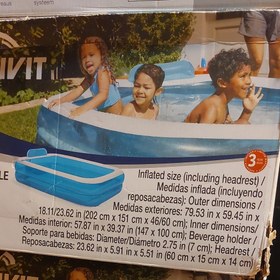 system)
UVIT
3
LE
Inflated size (including headrest) /
Medidas inflada (incluyendo
reposacabezas): Outer dimensions /
Medidas exteriores: 79.53 in x 59.45 in x
18.11/23.62 in (202 cm x 151 cm x 46/60 cm); Inner dimensions/
Medidas interior: 57.87 in x 39.37 in (147 x 100 cm); Beverage holder /
Soporte para bebidas: Diameter/Diámetro 2.75 in (7 cm); Headrest /
Reposacabezas: 23.62 in x 5.91 in x 5.51 in (60 cm x 15 cm x 14 cm)